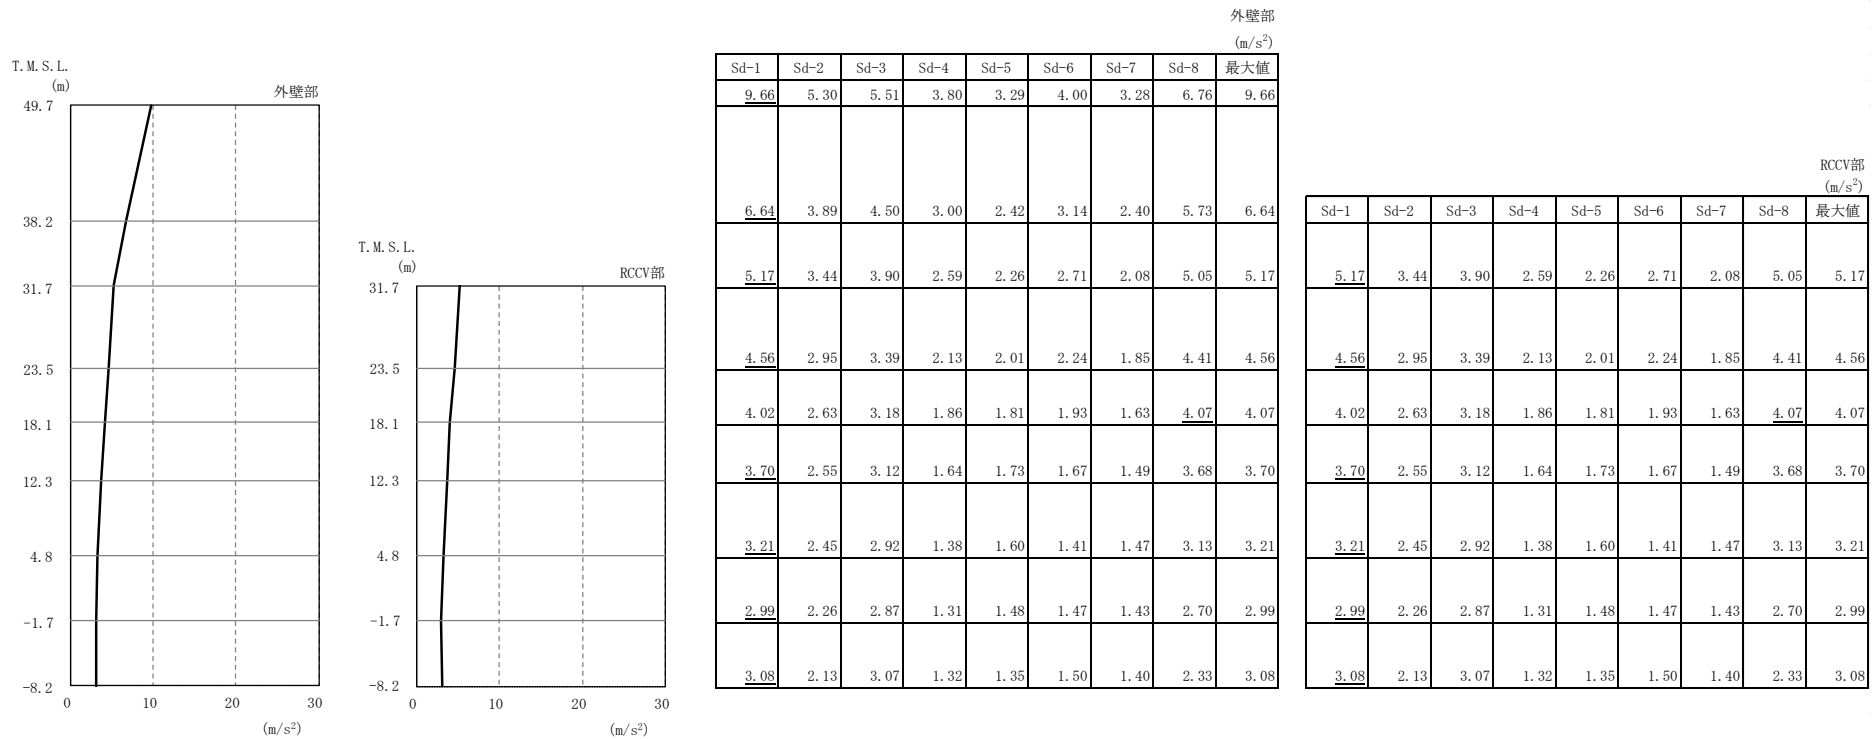 T.M.S.L.
(m)
外壁部
49.7
38.2
31.7
23.5
18.1
12.3
4.8
-1.7
-8.2
0 10 20 30
(m/s²)
T.M.S.L.
(m)
RCCV部
31.7
23.5
18.1
12.3
4.8
-1.7
-8.2
0 10 20 30
(m/s²)
外壁部
(m/s²)
Sd-1 Sd-2 Sd-3 Sd-4 Sd-5 Sd-6 Sd-7 Sd-8 最大値
9.66 5.30 5.51 3.80 3.29 4.00 3.28 6.76 9.66
6.64 3.89 4.50 3.00 2.42 3.14 2.40 5.73 6.64
5.17 3.44 3.90 2.59 2.26 2.71 2.08 5.05 5.17
4.56 2.95 3.39 2.13 2.01 2.24 1.85 4.41 4.56
4.02 2.63 3.18 1.86 1.81 1.93 1.63 4.07 4.07
3.70 2.55 3.12 1.64 1.73 1.67 1.49 3.68 3.70
3.21 2.45 2.92 1.38 1.60 1.41 1.47 3.13 3.21
2.99 2.26 2.87 1.31 1.48 1.47 1.43 2.70 2.99
3.08 2.13 3.07 1.32 1.35 1.50 1.40 2.33 3.08
RCCV部
(m/s²)
Sd-1 Sd-2 Sd-3 Sd-4 Sd-5 Sd-6 Sd-7 Sd-8 最大値
5.17 3.44 3.90 2.59 2.26 2.71 2.08 5.05 5.17
4.56 2.95 3.39 2.13 2.01 2.24 1.85 4.41 4.56
4.02 2.63 3.18 1.86 1.81 1.93 1.63 4.07 4.07
3.70 2.55 3.12 1.64 1.73 1.67 1.49 3.68 3.70
3.21 2.45 2.92 1.38 1.60 1.41 1.47 3.13 3.21
2.99 2.26 2.87 1.31 1.48 1.47 1.43 2.70 2.99
3.08 2.13 3.07 1.32 1.35 1.50 1.40 2.33 3.08